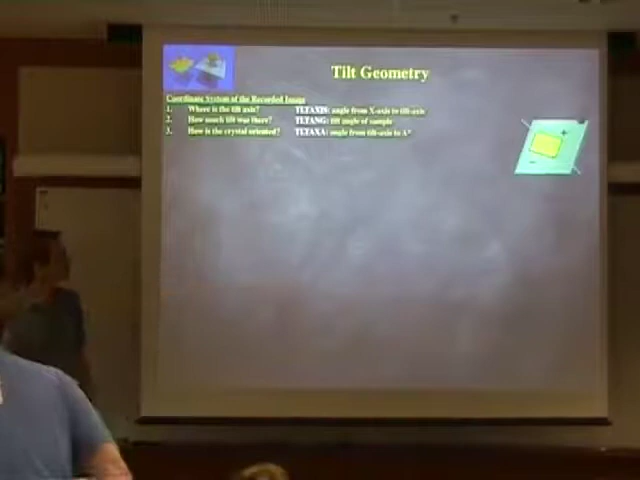 Tilt Geometry
Coordinate System of the Recorded Image
1. Where is the tilt axis? TLTAXIS: angle from X-axis to tilt-axis
2. How much tilt was there? TLTANG: tilt angle of sample
3. How is the crystal oriented? TLTAXA: angle from tilt-axis to A*